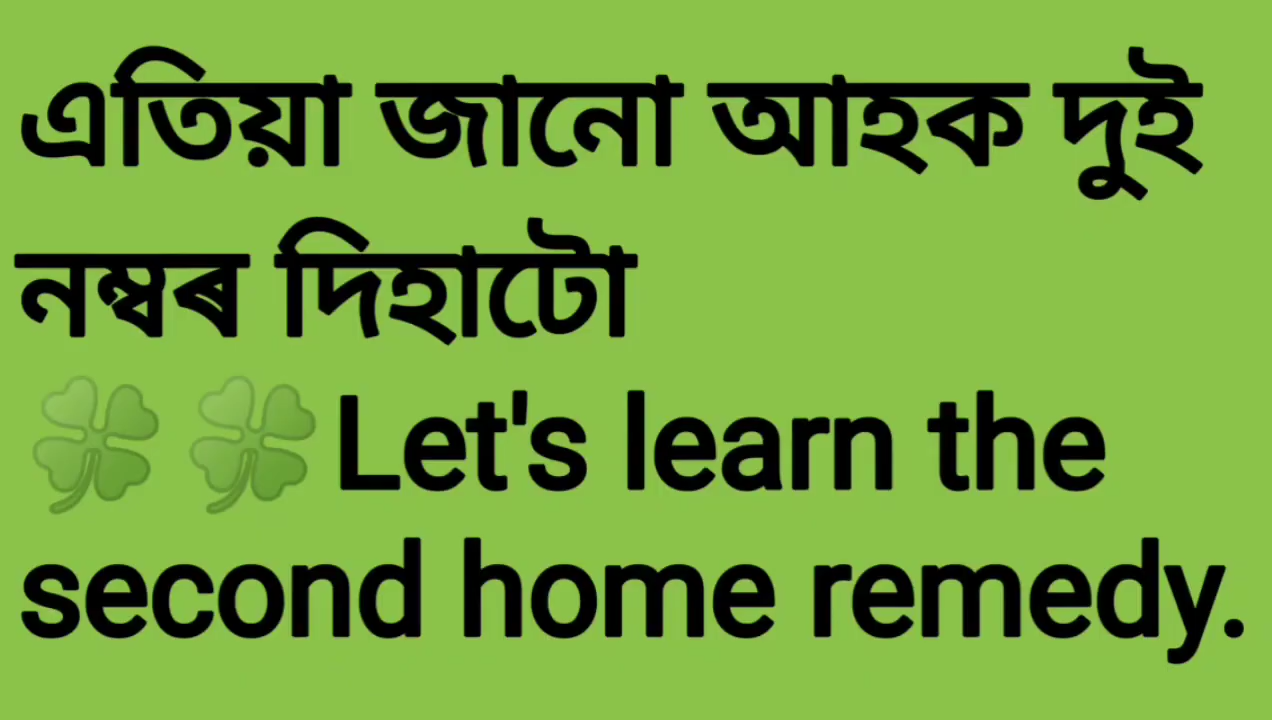 এতিয়া জানো আহক দুই
নম্বৰ দিহাটো
🍀🍀Let's learn the
second home remedy.